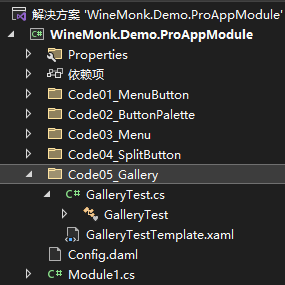 解决方案 'WineMonk.Demo.ProAppModule'
C# WineMonk.Demo.ProAppModule
Properties
依赖项
Code01_MenuButton
Code02_ButtonPalette
Code03_Menu
Code04_SplitButton
Code05_Gallery
C# GalleryTest.cs
GalleryTest
GalleryTestTemplate.xaml
Config.daml
C# Module1.cs